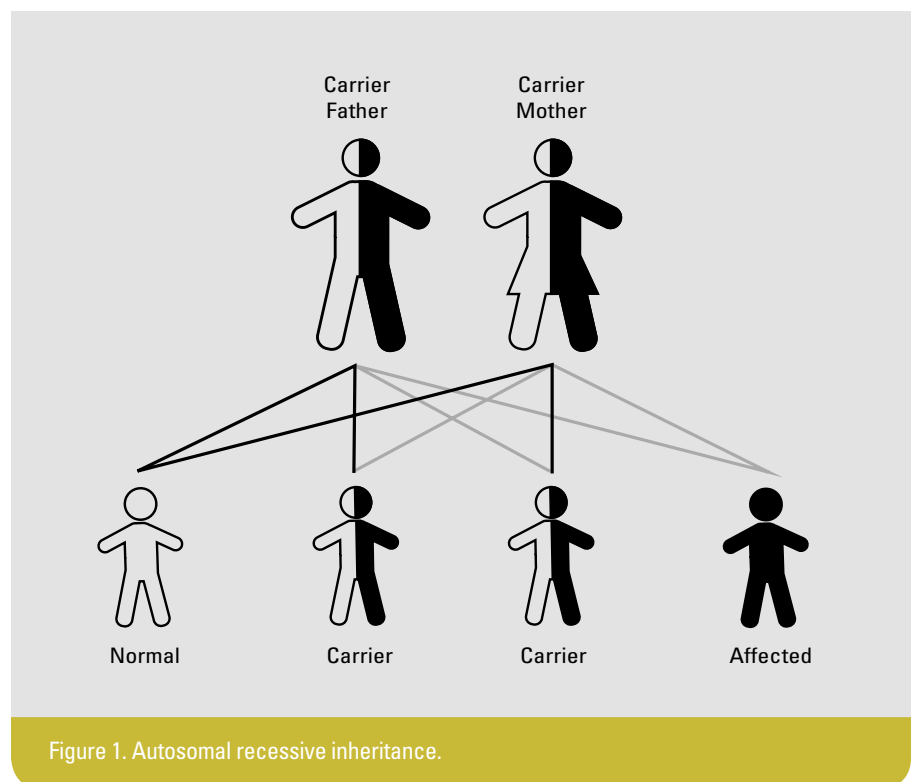 Carrier
Father
Carrier
Mother
Normal
Carrier
Carrier
Affected
Figure 1. Autosomal recessive inheritance.